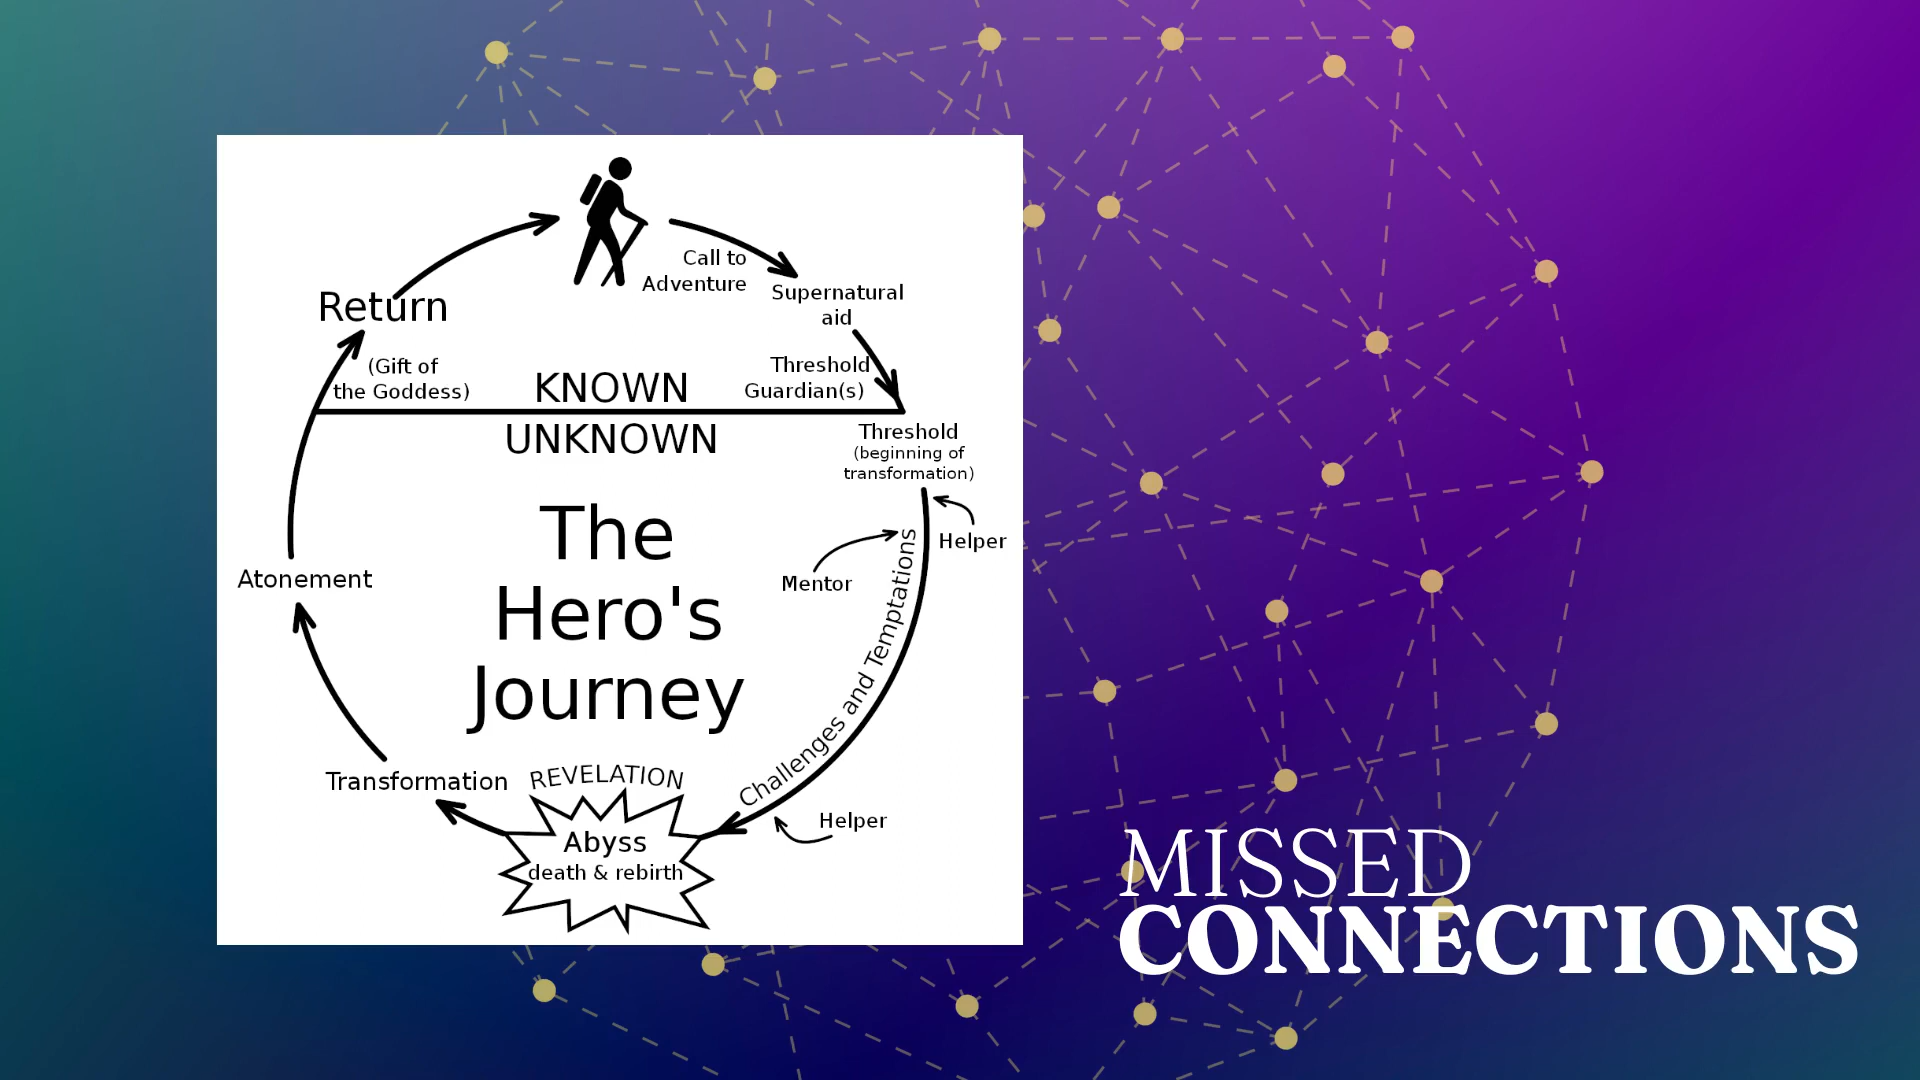 Call to
Adventure
Supernatural
aid
Return
(Gift of
the Goddess)
Threshold
Guardian(s)
KNOWN
UNKNOWN
Threshold
(beginning of
transformation)
Helper
Mentor
Challenges and Temptations
The
Hero's
Journey
Atonement
Transformation
REVELATION
Abyss
death & rebirth
Helper
MISSED
CONNECTIONS